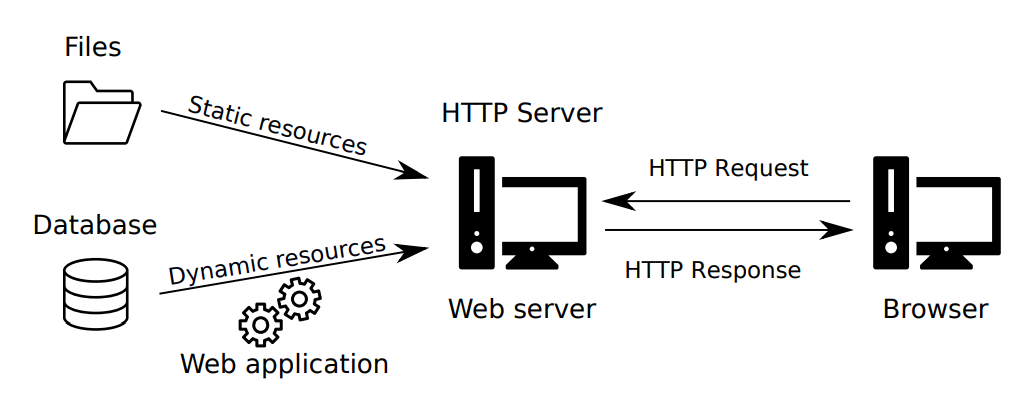 Files
Static resources
HTTP Server
HTTP Request
Database
Dynamic resources
HTTP Response
Web server
Browser
Web application